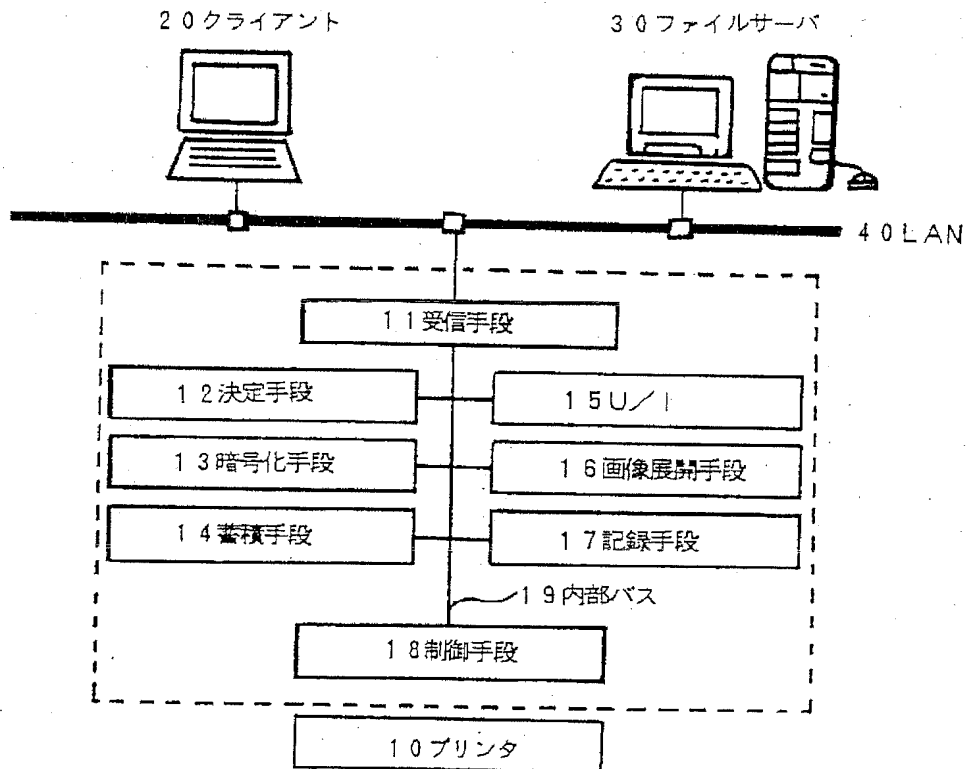 20クライアント
30ファイルサーバ
40LAN
11受信手段
12決定手段
15U/I
13暗号化手段
16画像展開手段
14蓄積手段
17記録手段
19内部バス
18制御手段
10プリンタ